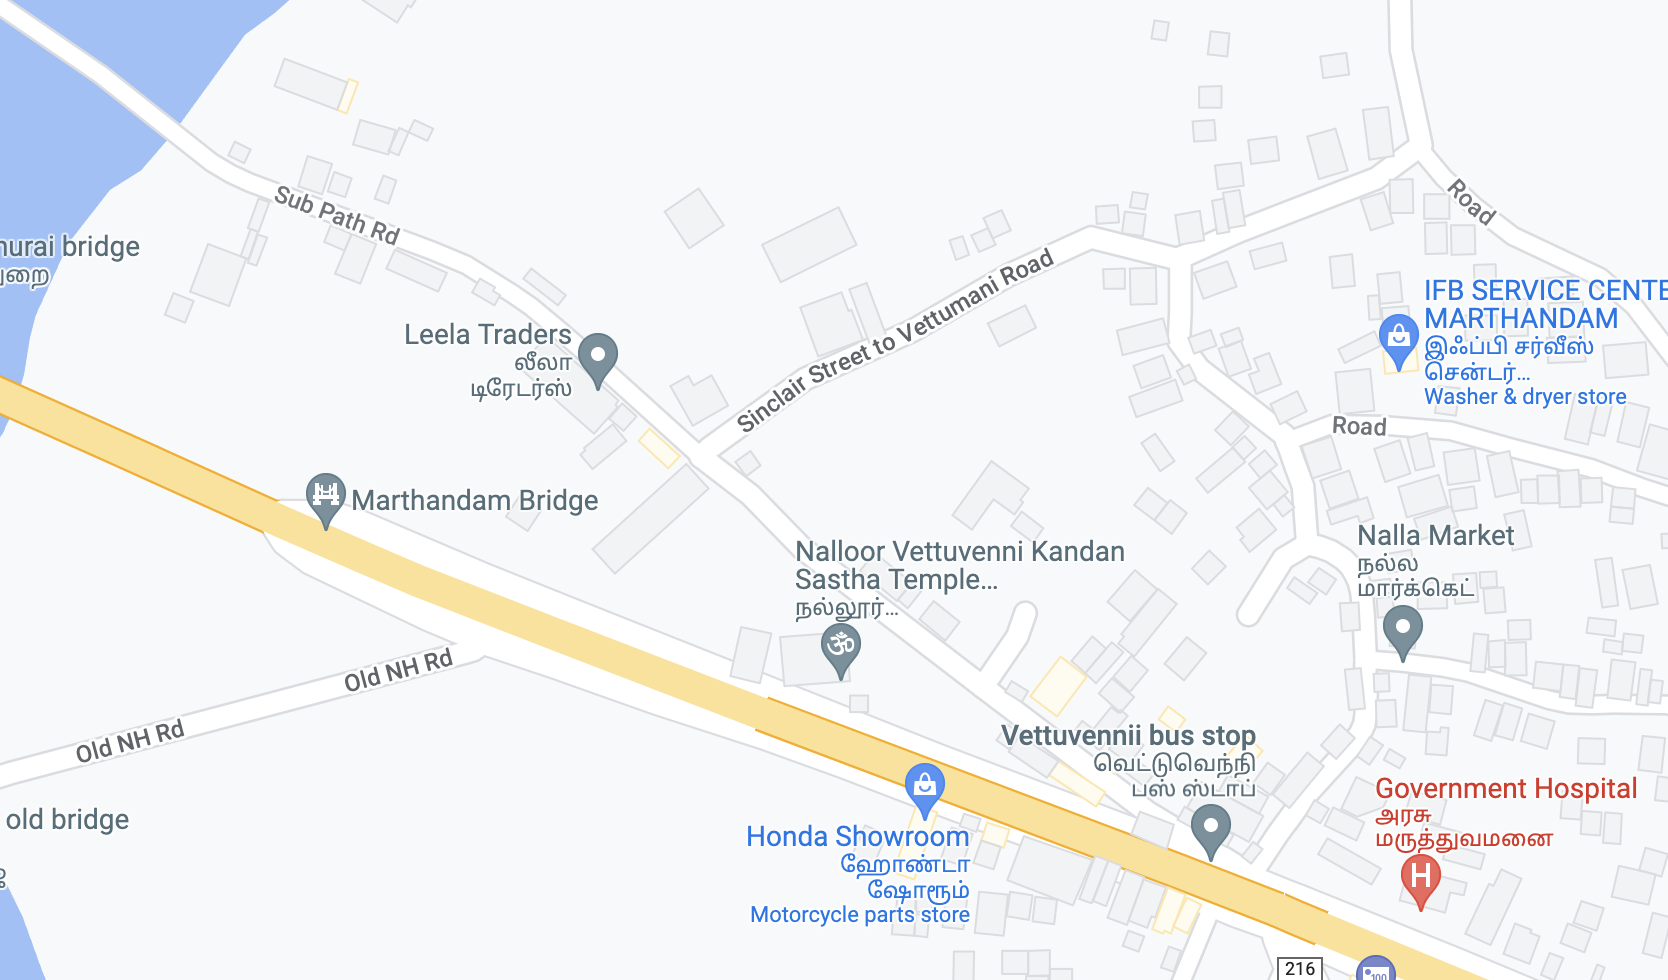 Sub Path Rd
Road
nurai bridge
துறை
Sinclair Street to Vettumani Road
IFB SERVICE CENTE
MARTHANDAM
இஃப்பி சர்வீஸ்
சென்டர்...
Washer & dryer store
Leela Traders
லீலா
டிரேடர்ஸ்
Road
Marthandam Bridge
Nalla Market
நல்ல
மார்க்கெட்
Nalloor Vettuvenni Kandan
Sastha Temple...
நல்லூர்...
Old NH Rd
Old NH Rd
Vettuvennii bus stop
வெட்டுவெந்நி
பஸ் ஸ்டாப்
Government Hospital
அரசு
மருத்துவமனை
H
old bridge
Honda Showroom
ஹோண்டா
ஷோரூம்
Motorcycle parts store
216
100